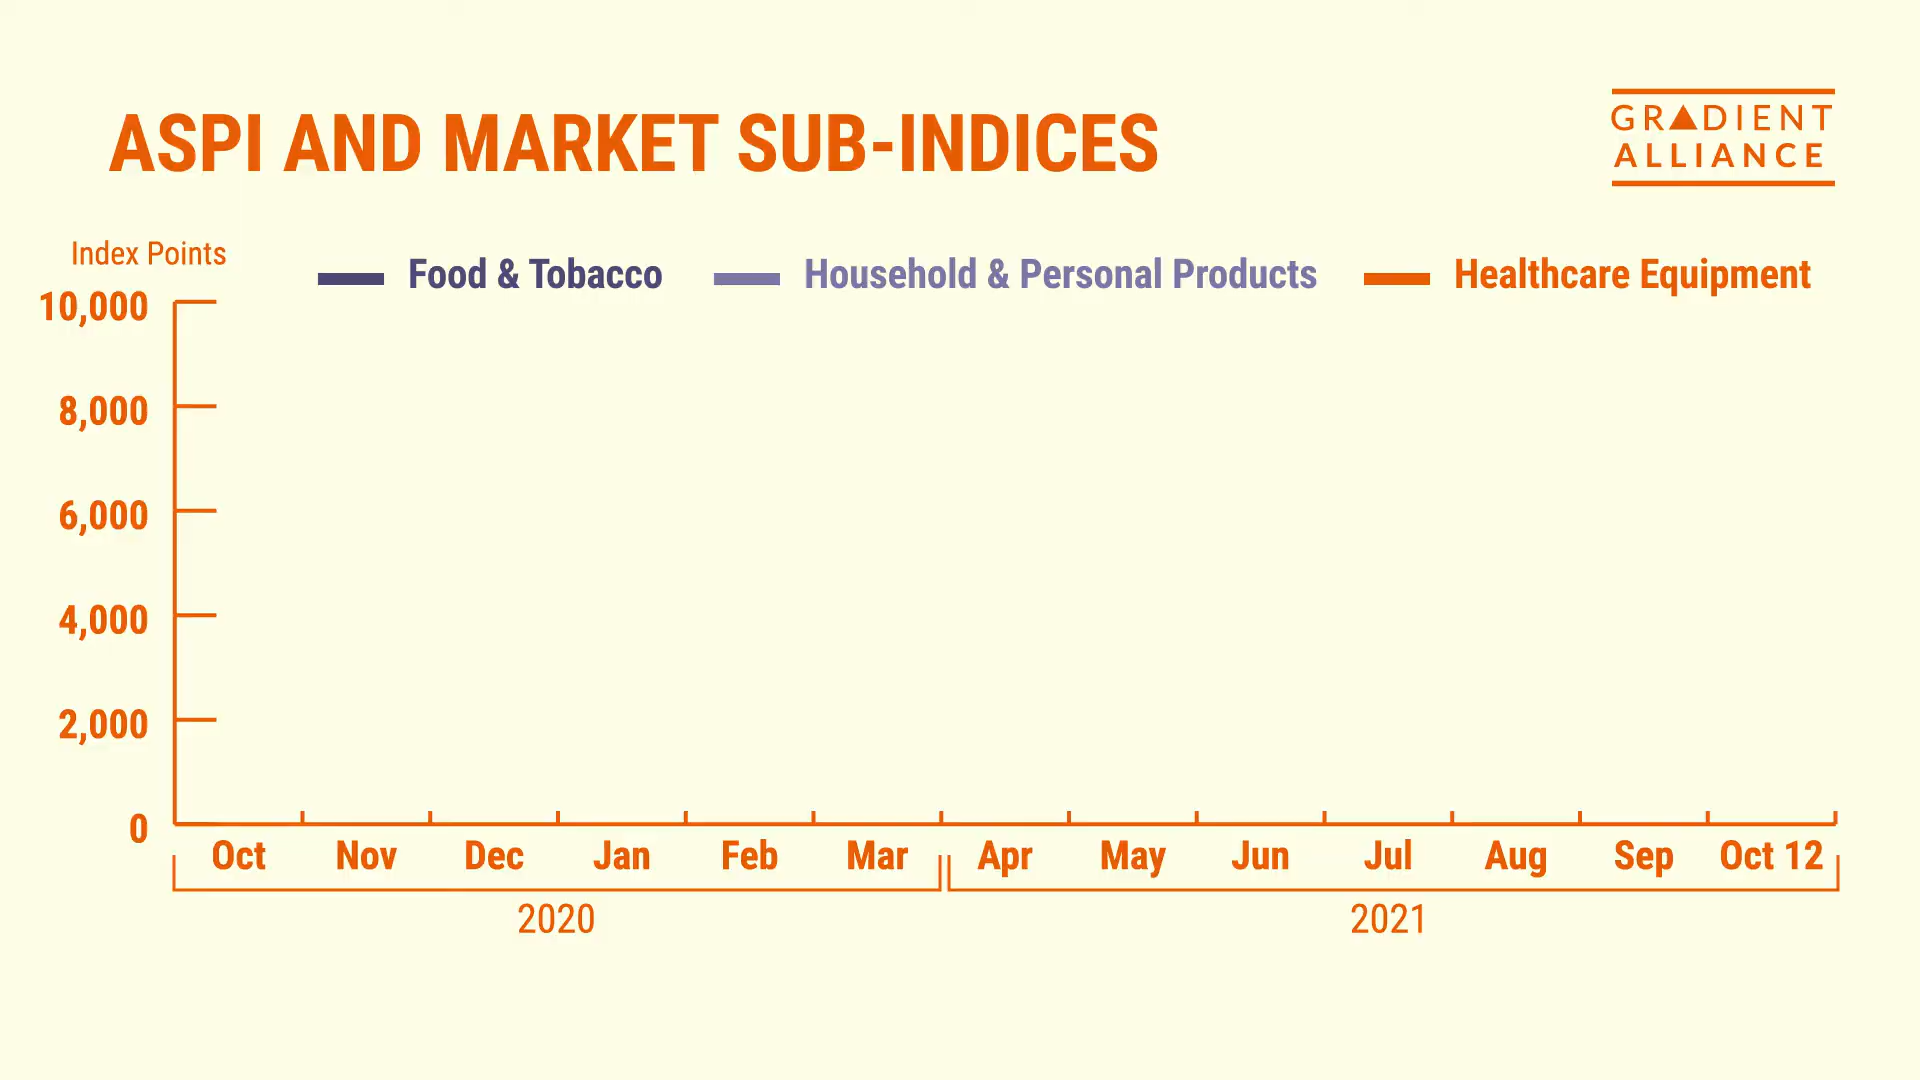 ASPI AND MARKET SUB-INDICES
GRADIENT
ALLIANCE
Index Points
Food & Tobacco
Household & Personal Products
Healthcare Equipment
10,000
8,000
6,000
4,000
2,000
0
Oct Nov Dec Jan Feb Mar Apr May Jun Jul Aug Sep Oct 12
2020 2021